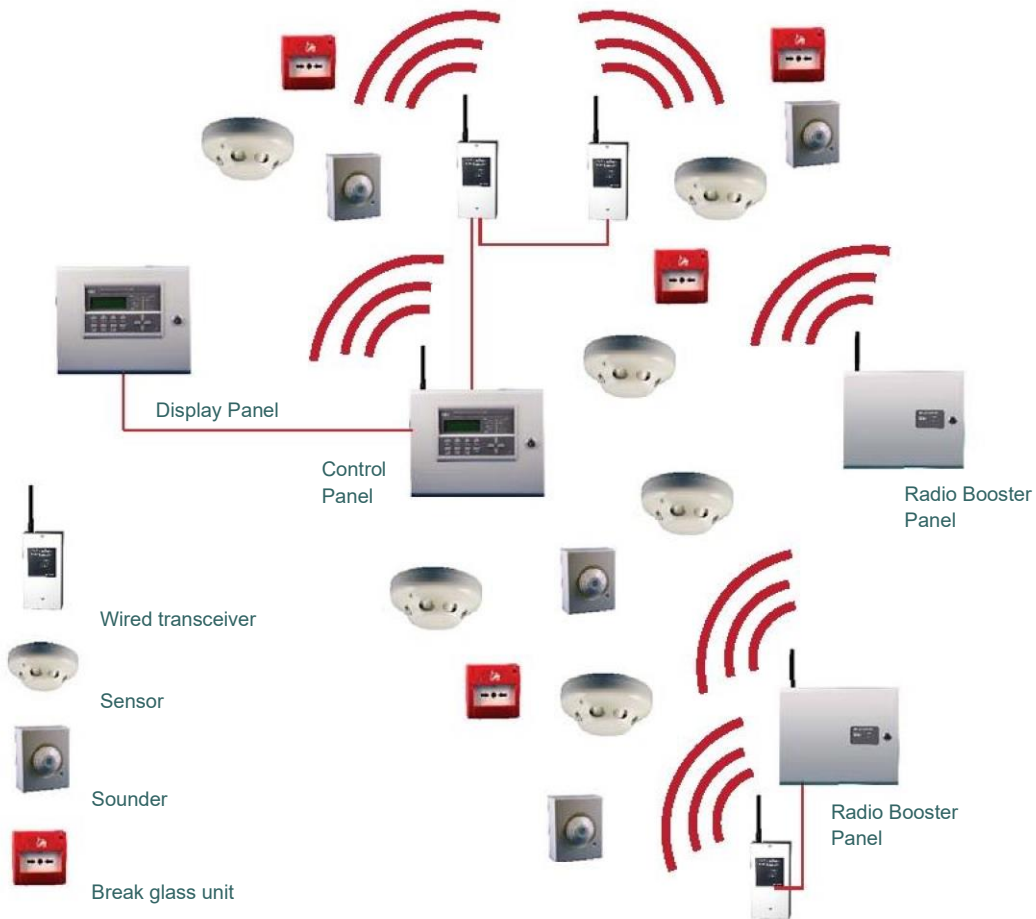 Display Panel
Control
Panel
Radio Booster
Panel
Wired transceiver
Sensor
Sounder
Radio Booster
Panel
Break glass unit